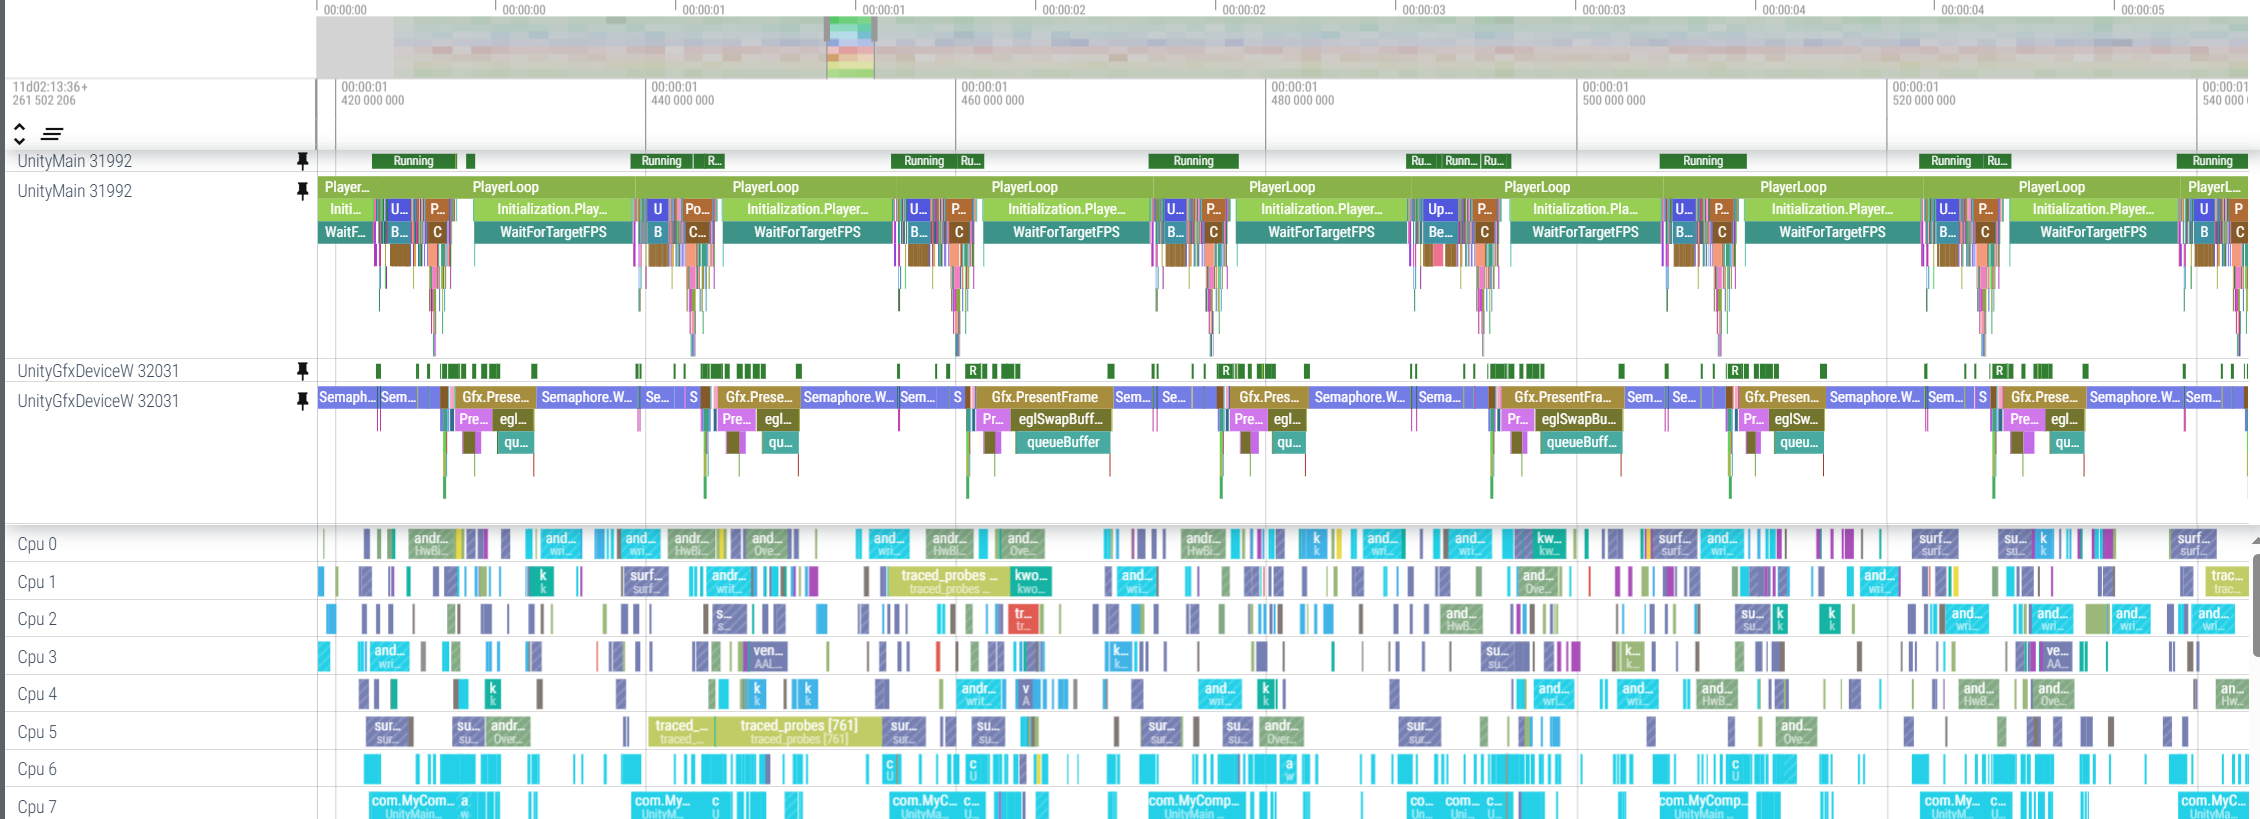 00:00:00 00:00:00 00:00:01 00:00:01 00:00:02 00:00:02 00:00:03 00:00:03 00:00:04 00:00:04 00:00:05
11d02:13:36+ 00:00:01 00:00:01 00:00:01 00:00:01 00:00:01 00:00:01 00:00:01
261 502 206 420 000 000 440 000 000 460 000 000 480 000 000 500 000 000 520 000 000 540 000
UnityMain 31992 Running Running R... Running Ru... Running Ru... Runn... Ru... Running Running Ru... Running
UnityMain 31992 Player... PlayerLoop PlayerLoop PlayerLoop PlayerLoop PlayerLoop PlayerLoop PlayerLoop PlayerL...
Initi... U... P... Initialization.Play... U Po... Initialization.Player... U... P... Initialization.Playe... U... P... Initialization.Player... Up... P... Initialization.Pla... U... P... Initialization.Player... U... P... Initialization.Player... U P
WaitF... B... C WaitForTargetFPS B C... WaitForTargetFPS B... C WaitForTargetFPS B... C WaitForTargetFPS Be... C WaitForTargetFPS B... C WaitForTargetFPS B... C WaitForTargetFPS B C
UnityGfxDeviceW 32031 R R R R
UnityGfxDeviceW 32031 Semaph... Sem... Gfx.Prese... Semaphore.W... Se... S Gfx.Prese... Semaphore.W... Sem... S Gfx.PresentFrame Sem... Se... Gfx.Pres... Semaphore.W... Sema... Gfx.PresentFra... Sem... Se... Gfx.Presen... Semaphore.W... Sem... S Gfx.Prese... Semaphore.W... Sem...
Pre... egl... Pre... egl... Pr... eglSwapBuff... Pre... egl... Pr... eglSwapBu... Pr... eglSw... Pre... egl...
qu... qu... queueBuffer qu... queueBuff... queu... qu...
Cpu 0 andr... and... and... andr... and... and... andr... and... andr... and... and... kw... surf... and... surf... su... k surf...
HwBi... wri... wri... HwBi... Ove... wri... HwBi... Ove... HwBi... wri... k wri... wri... kw... surf... wri... surf... su... k surf...
Cpu 1 k surf... andr... traced_probes ... kwo... and... and... and... trac...
k surf... writ... traced_probes ... kwo... wri... Ove... wri... trac...
Cpu 2 s... tr... and... su... k k and... and... and... and...
s... tr... HwB... su... k k wri... wri... wri... wri...
Cpu 3 and... ven... k... su... k... ve...
wri... AAL... k... su... k... AA...
Cpu 4 k k k andr... v and... k and... and... and... and... and... an...
k k k writ... A wri... k wri... wri... HwB... HwB... Ove... Hw...
Cpu 5 sur... su... andr... traced_... traced_probes [761] sur... su... sur... su... andr... sur... and...
sur... su... Over... traced_... traced_probes [761] sur... su... sur... su... Over... sur... Ove...
Cpu 6 c c a c
U U w U
Cpu 7 com.MyCom... a com.My... c com.MyC... c... com.MyComp... co... com... c... com.MyComp... com.My... c... com.MyC...
UnityMain... w UnityM... U UnityMa... U... UnityMain ... U... Unit... U... UnityMain ... UnityM... U... UnityMa...